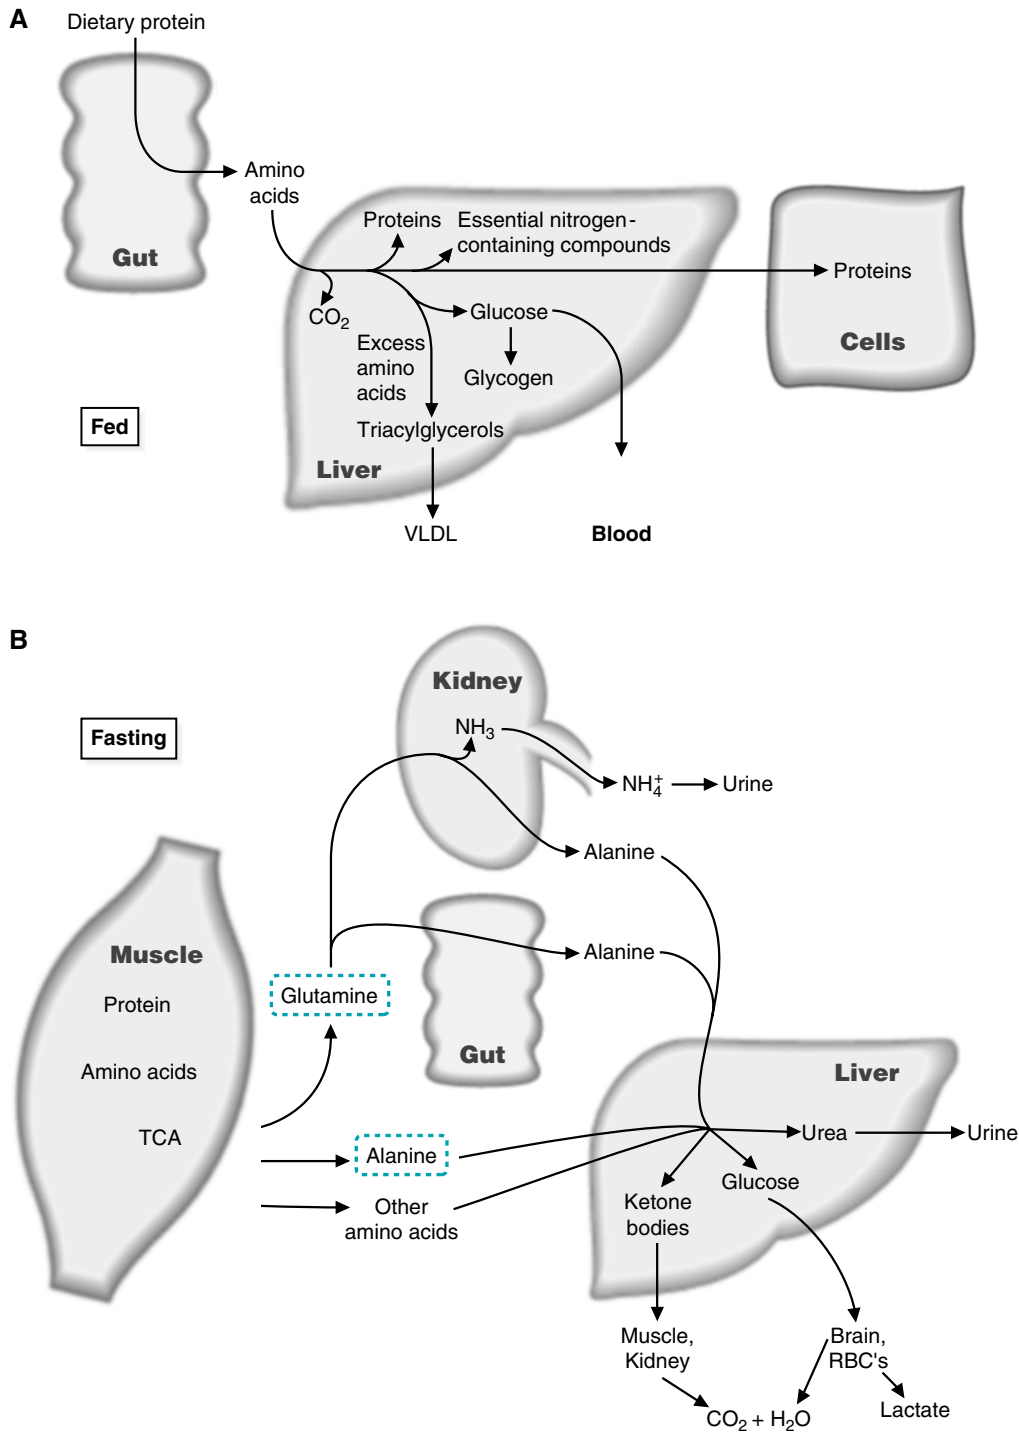 A
Dietary protein
Amino
acids
Gut
Proteins
Essential nitrogen-
containing compounds
Proteins
CO2
Glucose
Cells
Excess
amino
acids
Glycogen
Fed
Triacylglycerols
Liver
VLDL
Blood
B
Kidney
Fasting
NH3
NH4+
Urine
Alanine
Muscle
Alanine
Protein
Glutamine
Gut
Amino acids
Liver
TCA
Urea
Urine
Alanine
Glucose
Ketone
bodies
Other
amino acids
Muscle,
Kidney
Brain,
RBC's
CO2 + H2O
Lactate